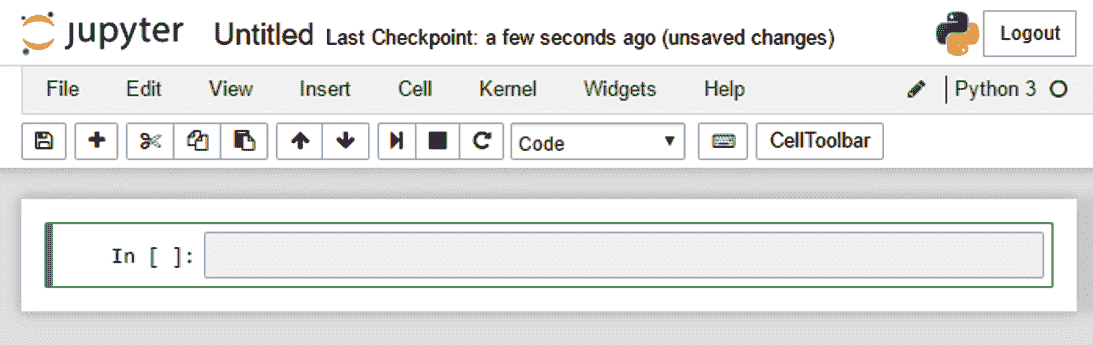 jupyter Untitled Last Checkpoint: a few seconds ago (unsaved changes) Logout
File Edit View Insert Cell Kernel Widgets Help Python 3
Code CellToolbar
In [ ]: